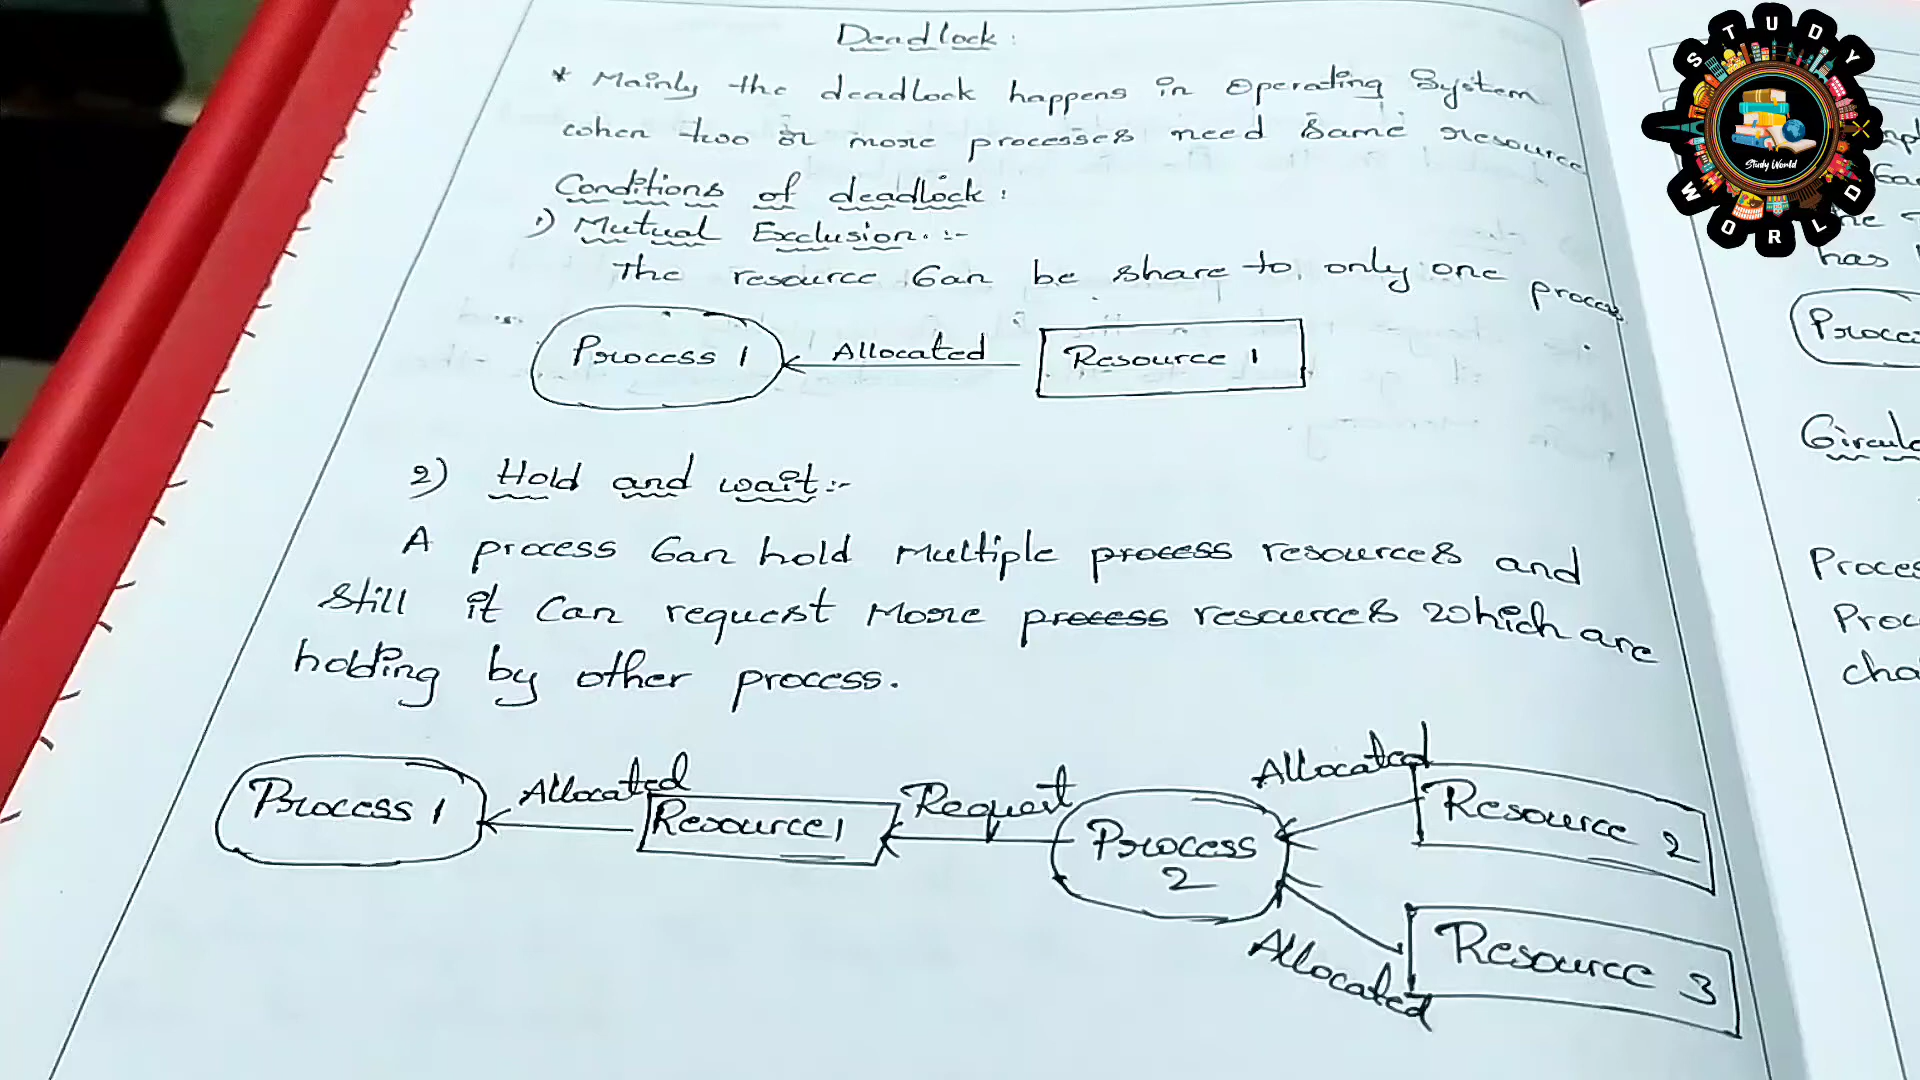 Deadlock:
* Mainly the deadlock happens in Operating System
when two or more processes need same resource
Conditions of deadlock:
1) Mutual Exclusion.:-
The resource Can be share to only one process
Process 1
Allocated
Resource 1
2) Hold and wait:-
A process Can hold Multiple process resources and
still it Can request More process resources which are
holding by other process.
Process 1
Allocated
Resource 1
Request
Process
2
Allocated
Resource 2
Allocated
Resource 3
STUDY
WORLD
Study World
has
Proces
Proc